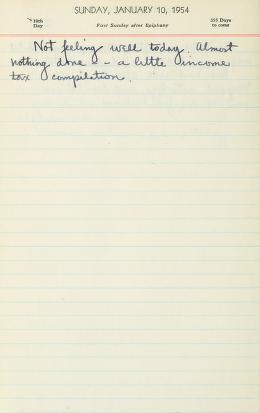 SUNDAY, JANUARY 10, 1954
10th Day
First Sunday after Epiphany
355 Days to come
Not feeling well today. Almost
nothing done - - a little income
tax compilation.